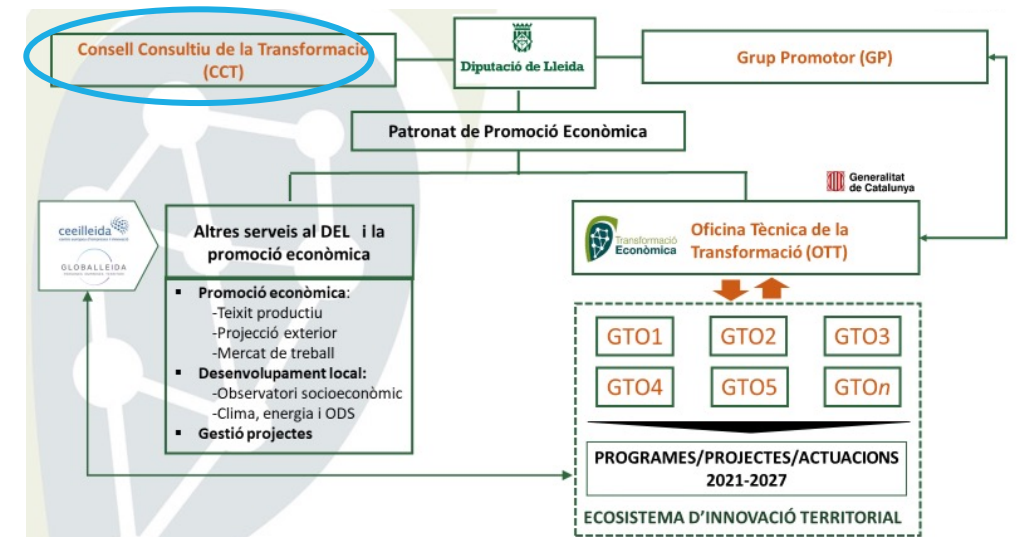 Consell Consultiu de la Transformació
(CCT)
Diputació de Lleida
Grup Promotor (GP)
Patronat de Promoció Econòmica
Generalitat
de Catalunya
ceeilleida
GLOBALLEIDA
Altres serveis al DEL i la
promoció econòmica
Transformació
Econòmica
Oficina Tècnica de la
Transformació (OTT)
▪ Promoció econòmica:
-Teixit productiu
-Projecció exterior
-Mercat de treball
▪ Desenvolupament local:
-Observatori socioeconòmic
-Clima, energia i ODS
▪ Gestió projectes
GTO1 GTO2 GTO3
GTO4 GTO5 GTOn
PROGRAMES/PROJECTES/ACTUACIONS
2021-2027
ECOSISTEMA D'INNOVACIÓ TERRITORIAL